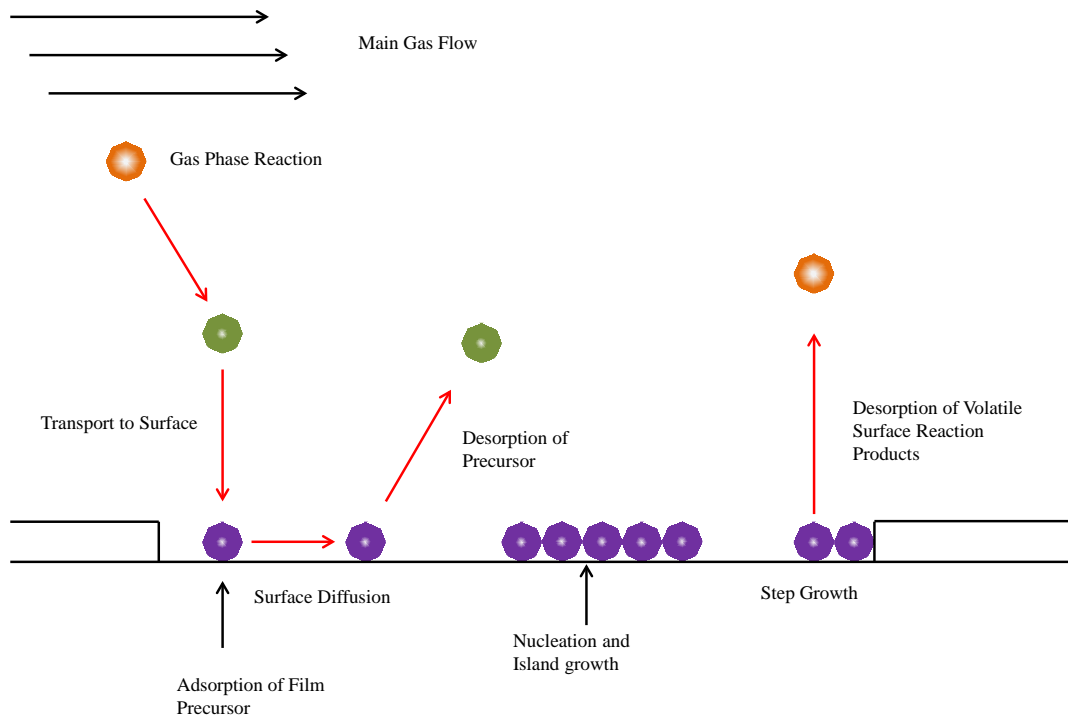 Main Gas Flow
Gas Phase Reaction
Transport to Surface
Desorption of
Precursor
Desorption of Volatile
Surface Reaction
Products
Surface Diffusion
Step Growth
Nucleation and
Island growth
Adsorption of Film
Precursor